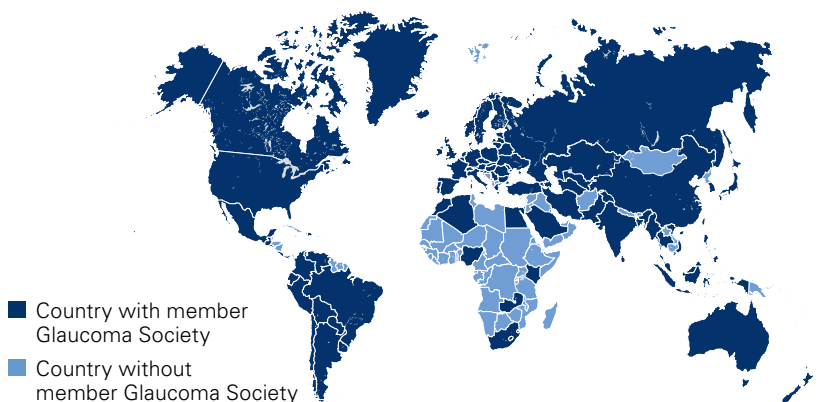 Country with member
Glaucoma Society
Country without
member Glaucoma Society